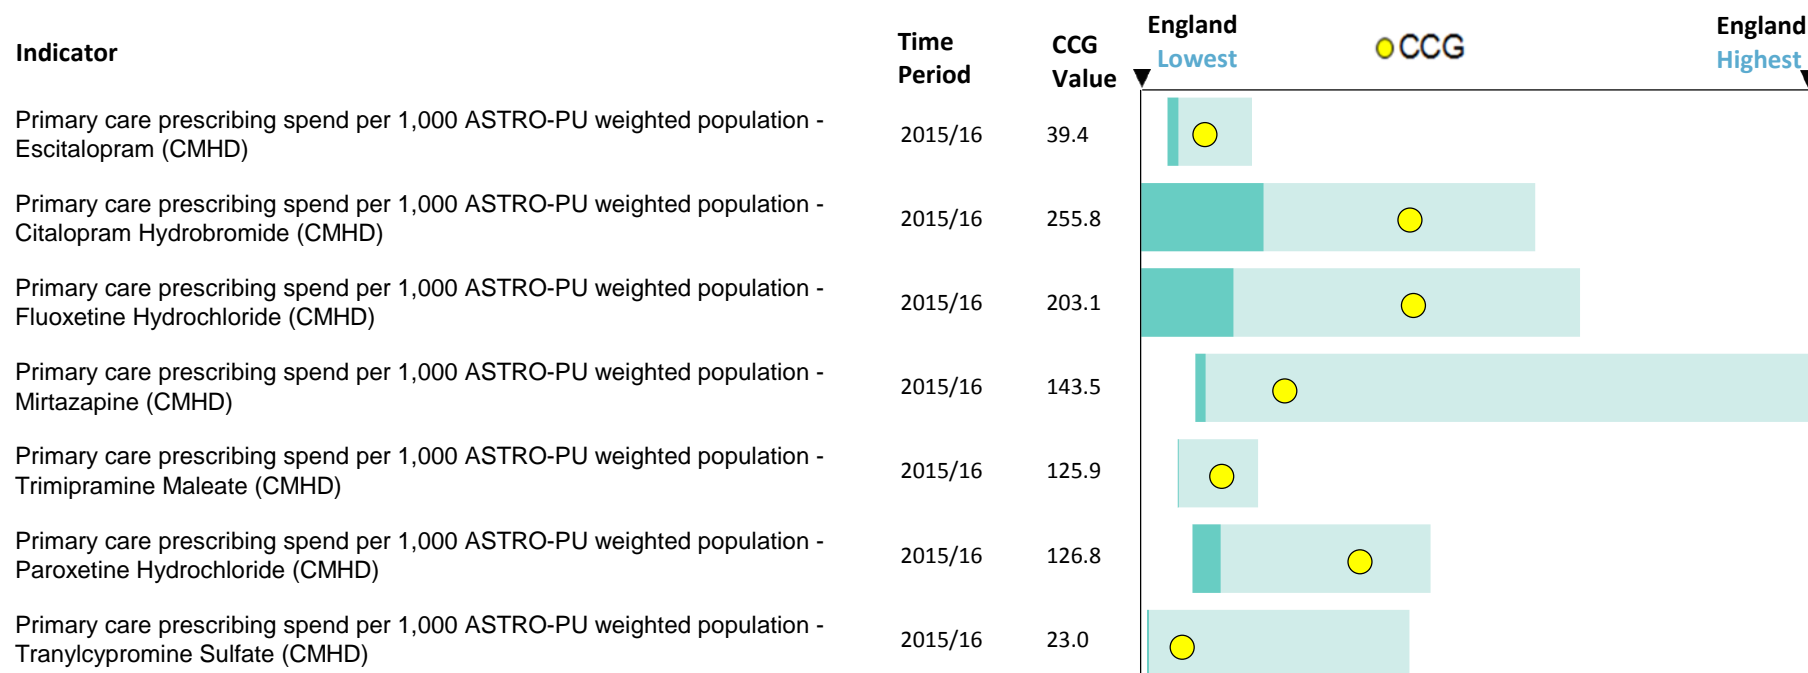 Indicator
Time Period
CCG Value
England Lowest
CCG
England Highest
Primary care prescribing spend per 1,000 ASTRO-PU weighted population -
Escitalopram (CMHD)
2015/16
39.4
Primary care prescribing spend per 1,000 ASTRO-PU weighted population -
Citalopram Hydrobromide (CMHD)
2015/16
255.8
Primary care prescribing spend per 1,000 ASTRO-PU weighted population -
Fluoxetine Hydrochloride (CMHD)
2015/16
203.1
Primary care prescribing spend per 1,000 ASTRO-PU weighted population -
Mirtazapine (CMHD)
2015/16
143.5
Primary care prescribing spend per 1,000 ASTRO-PU weighted population -
Trimipramine Maleate (CMHD)
2015/16
125.9
Primary care prescribing spend per 1,000 ASTRO-PU weighted population -
Paroxetine Hydrochloride (CMHD)
2015/16
126.8
Primary care prescribing spend per 1,000 ASTRO-PU weighted population -
Tranylcypromine Sulfate (CMHD)
2015/16
23.0